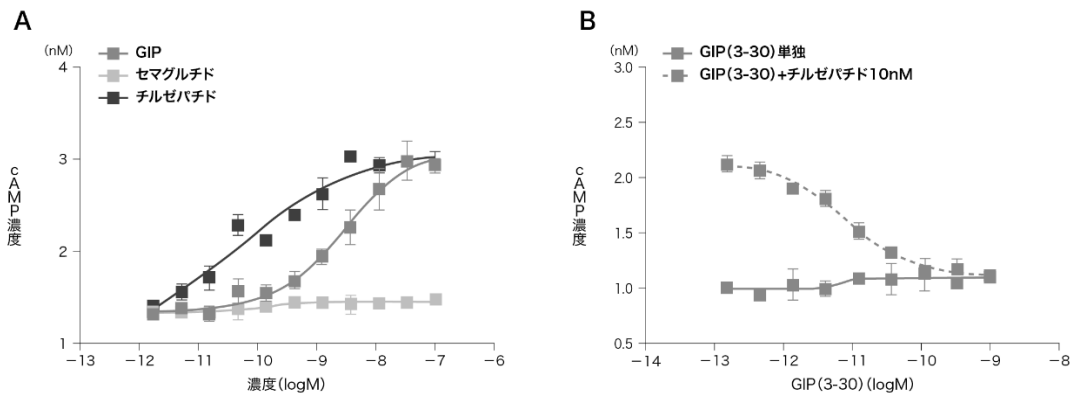 A
(nM)
GIP
セマグルチド
チルゼパチド
4
3
2
1
cAMP濃度
−13 −12 −11 −10 −9 −8 −7 −6
濃度(logM)
B
(nM)
GIP(3-30)単独
GIP(3-30)+チルゼパチド10nM
3.0
2.0
1.5
1.0
0.5
cAMP濃度
−14 −13 −12 −11 −10 −9 −8
GIP(3-30)(logM)